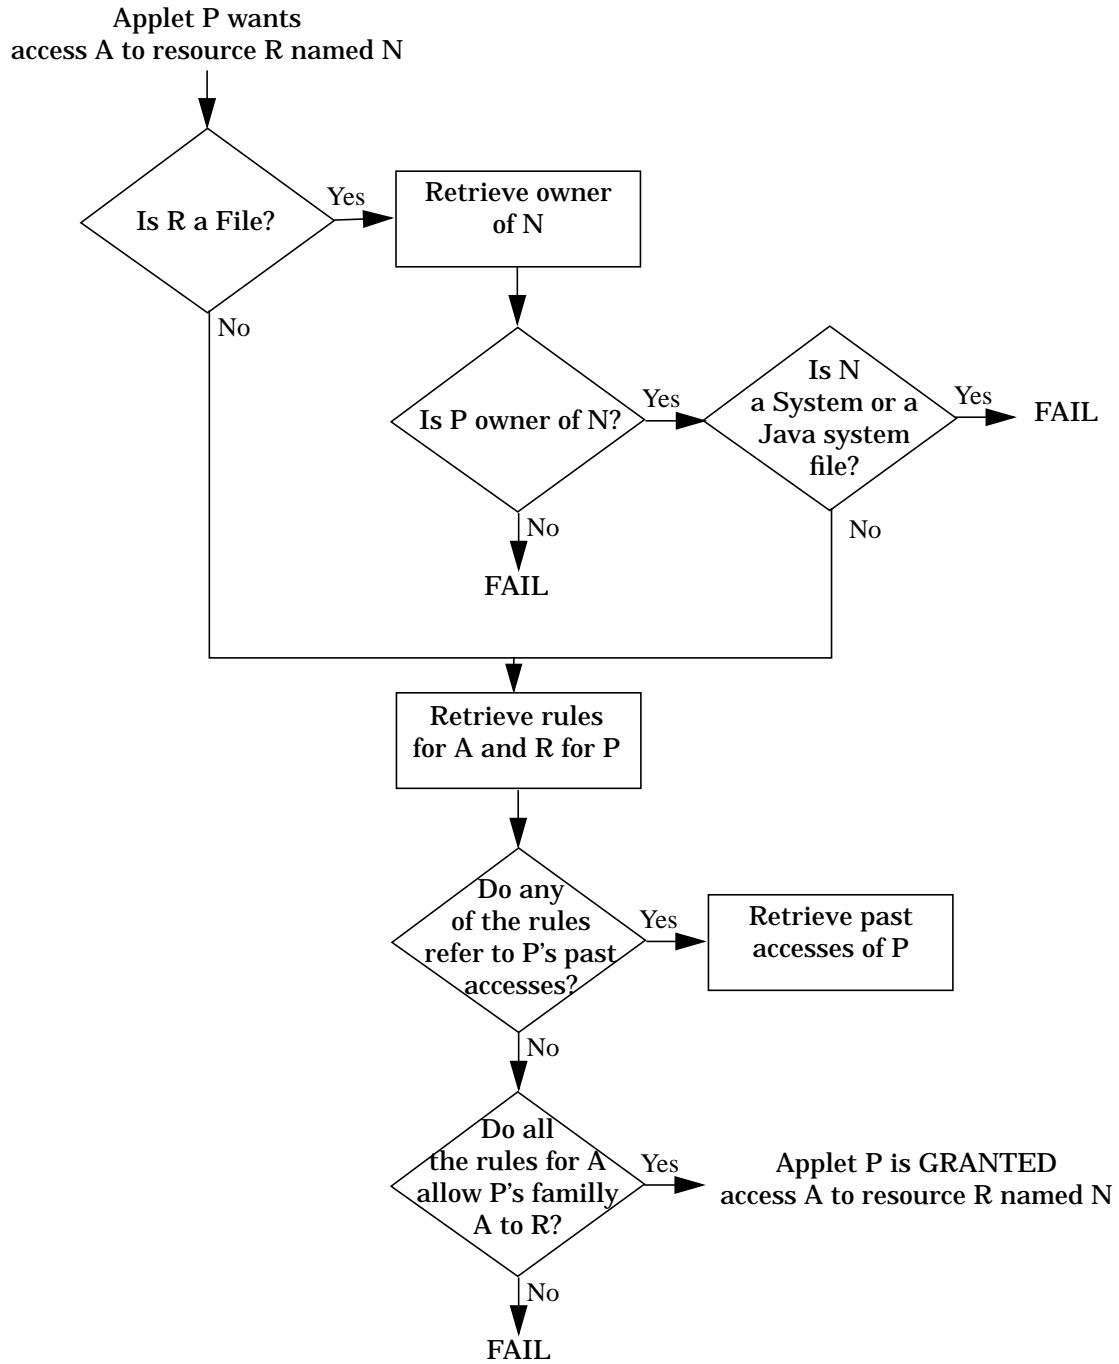 Applet P wants
access A to resource R named N
Is R a File?
Yes
Retrieve owner
of N
No
Is P owner of N?
Yes
Is N
a System or a
Java system
file?
Yes
FAIL
No
FAIL
No
Retrieve rules
for A and R for P
Do any
of the rules
refer to P's past
accesses?
Yes
Retrieve past
accesses of P
No
Do all
the rules for A
allow P's familly
A to R?
Yes
Applet P is GRANTED
access A to resource R named N
No
FAIL